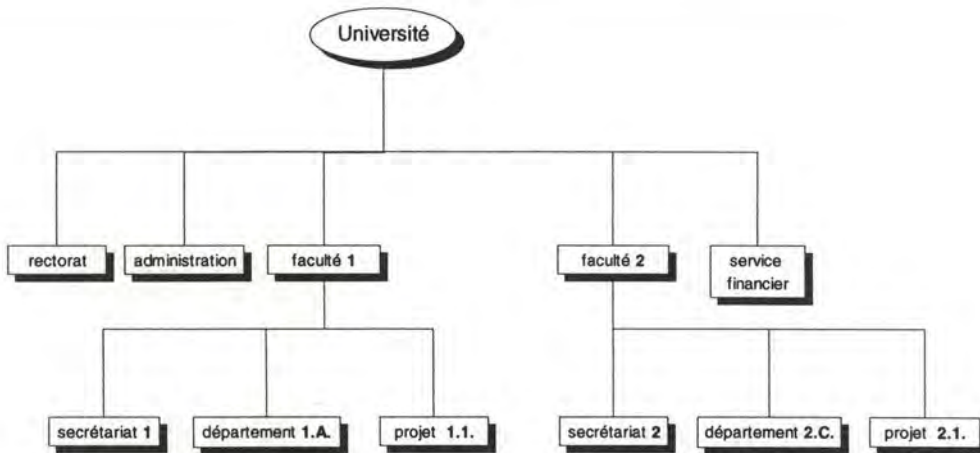 Université
rectorat
administration
faculté 1
faculté 2
service
financier
secrétariat 1
département 1.A.
projet 1.1.
secrétariat 2
département 2.C.
projet 2.1.